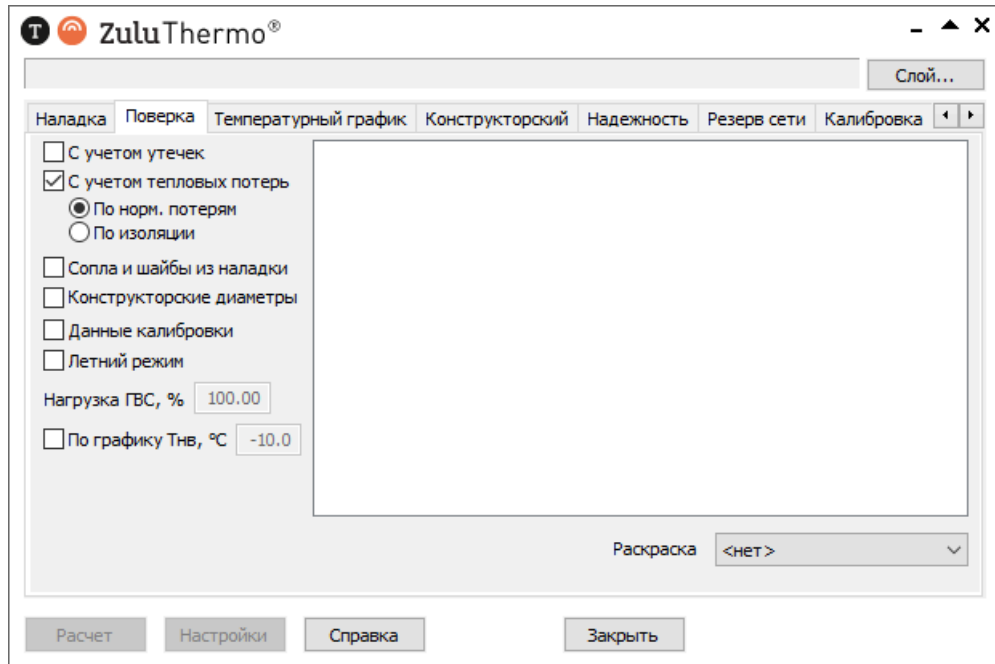 T ZuluThermo®
Слой...
Наладка Поверка Температурный график Конструкторский Надежность Резерв сети Калибровка
С учетом утечек
С учетом тепловых потерь
По норм. потерям
По изоляции
Сопла и шайбы из наладки
Конструкторские диаметры
Данные калибровки
Летний режим
Нагрузка ГВС, % 100.00
По графику Тнв, °C -10.0
Раскраска <нет>
Расчет Настройки Справка Закрыть